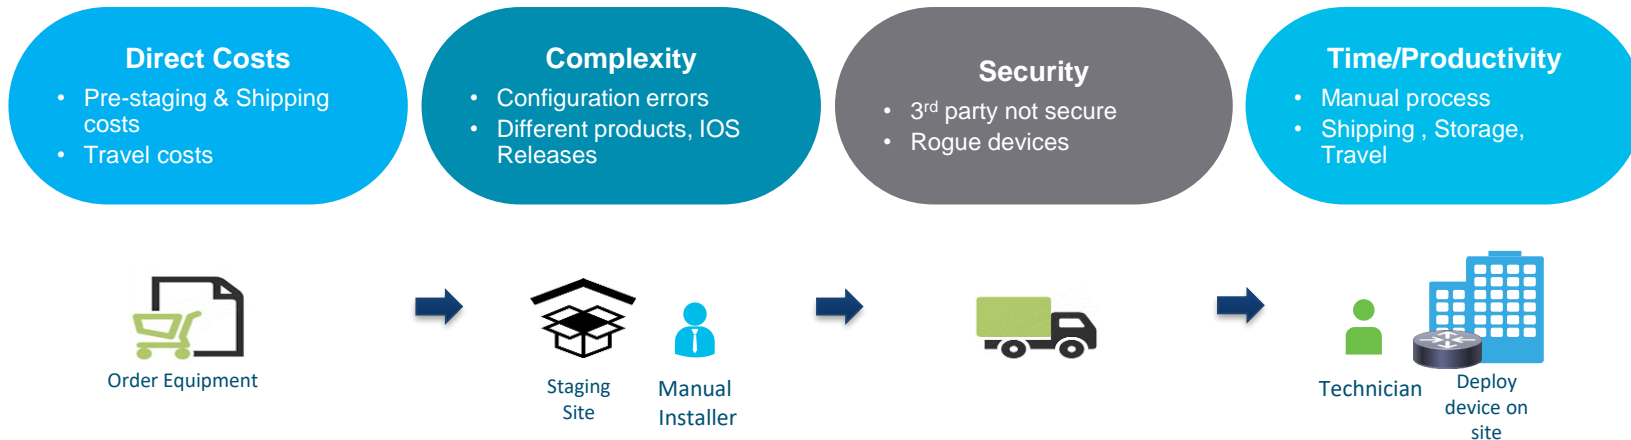 Direct Costs
• Pre-staging & Shipping
costs
• Travel costs
Complexity
• Configuration errors
• Different products, IOS
Releases
Security
• 3rd party not secure
• Rogue devices
Time/Productivity
• Manual process
• Shipping , Storage,
Travel
Order Equipment
Staging
Site
Manual
Installer
Technician
Deploy
device on
site